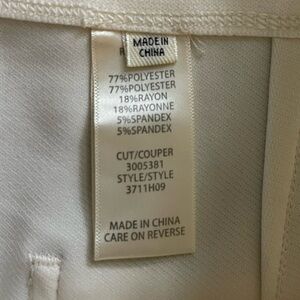 MADE IN
CHINA
R
77%POLYESTER
77%POLYESTER
18%RAYON
18%RAYONNE
5%SPANDEX
5%SPANDEX
CUT/COUPER
3005381
STYLE/STYLE
3711H09
MADE IN CHINA
CARE ON REVERSE